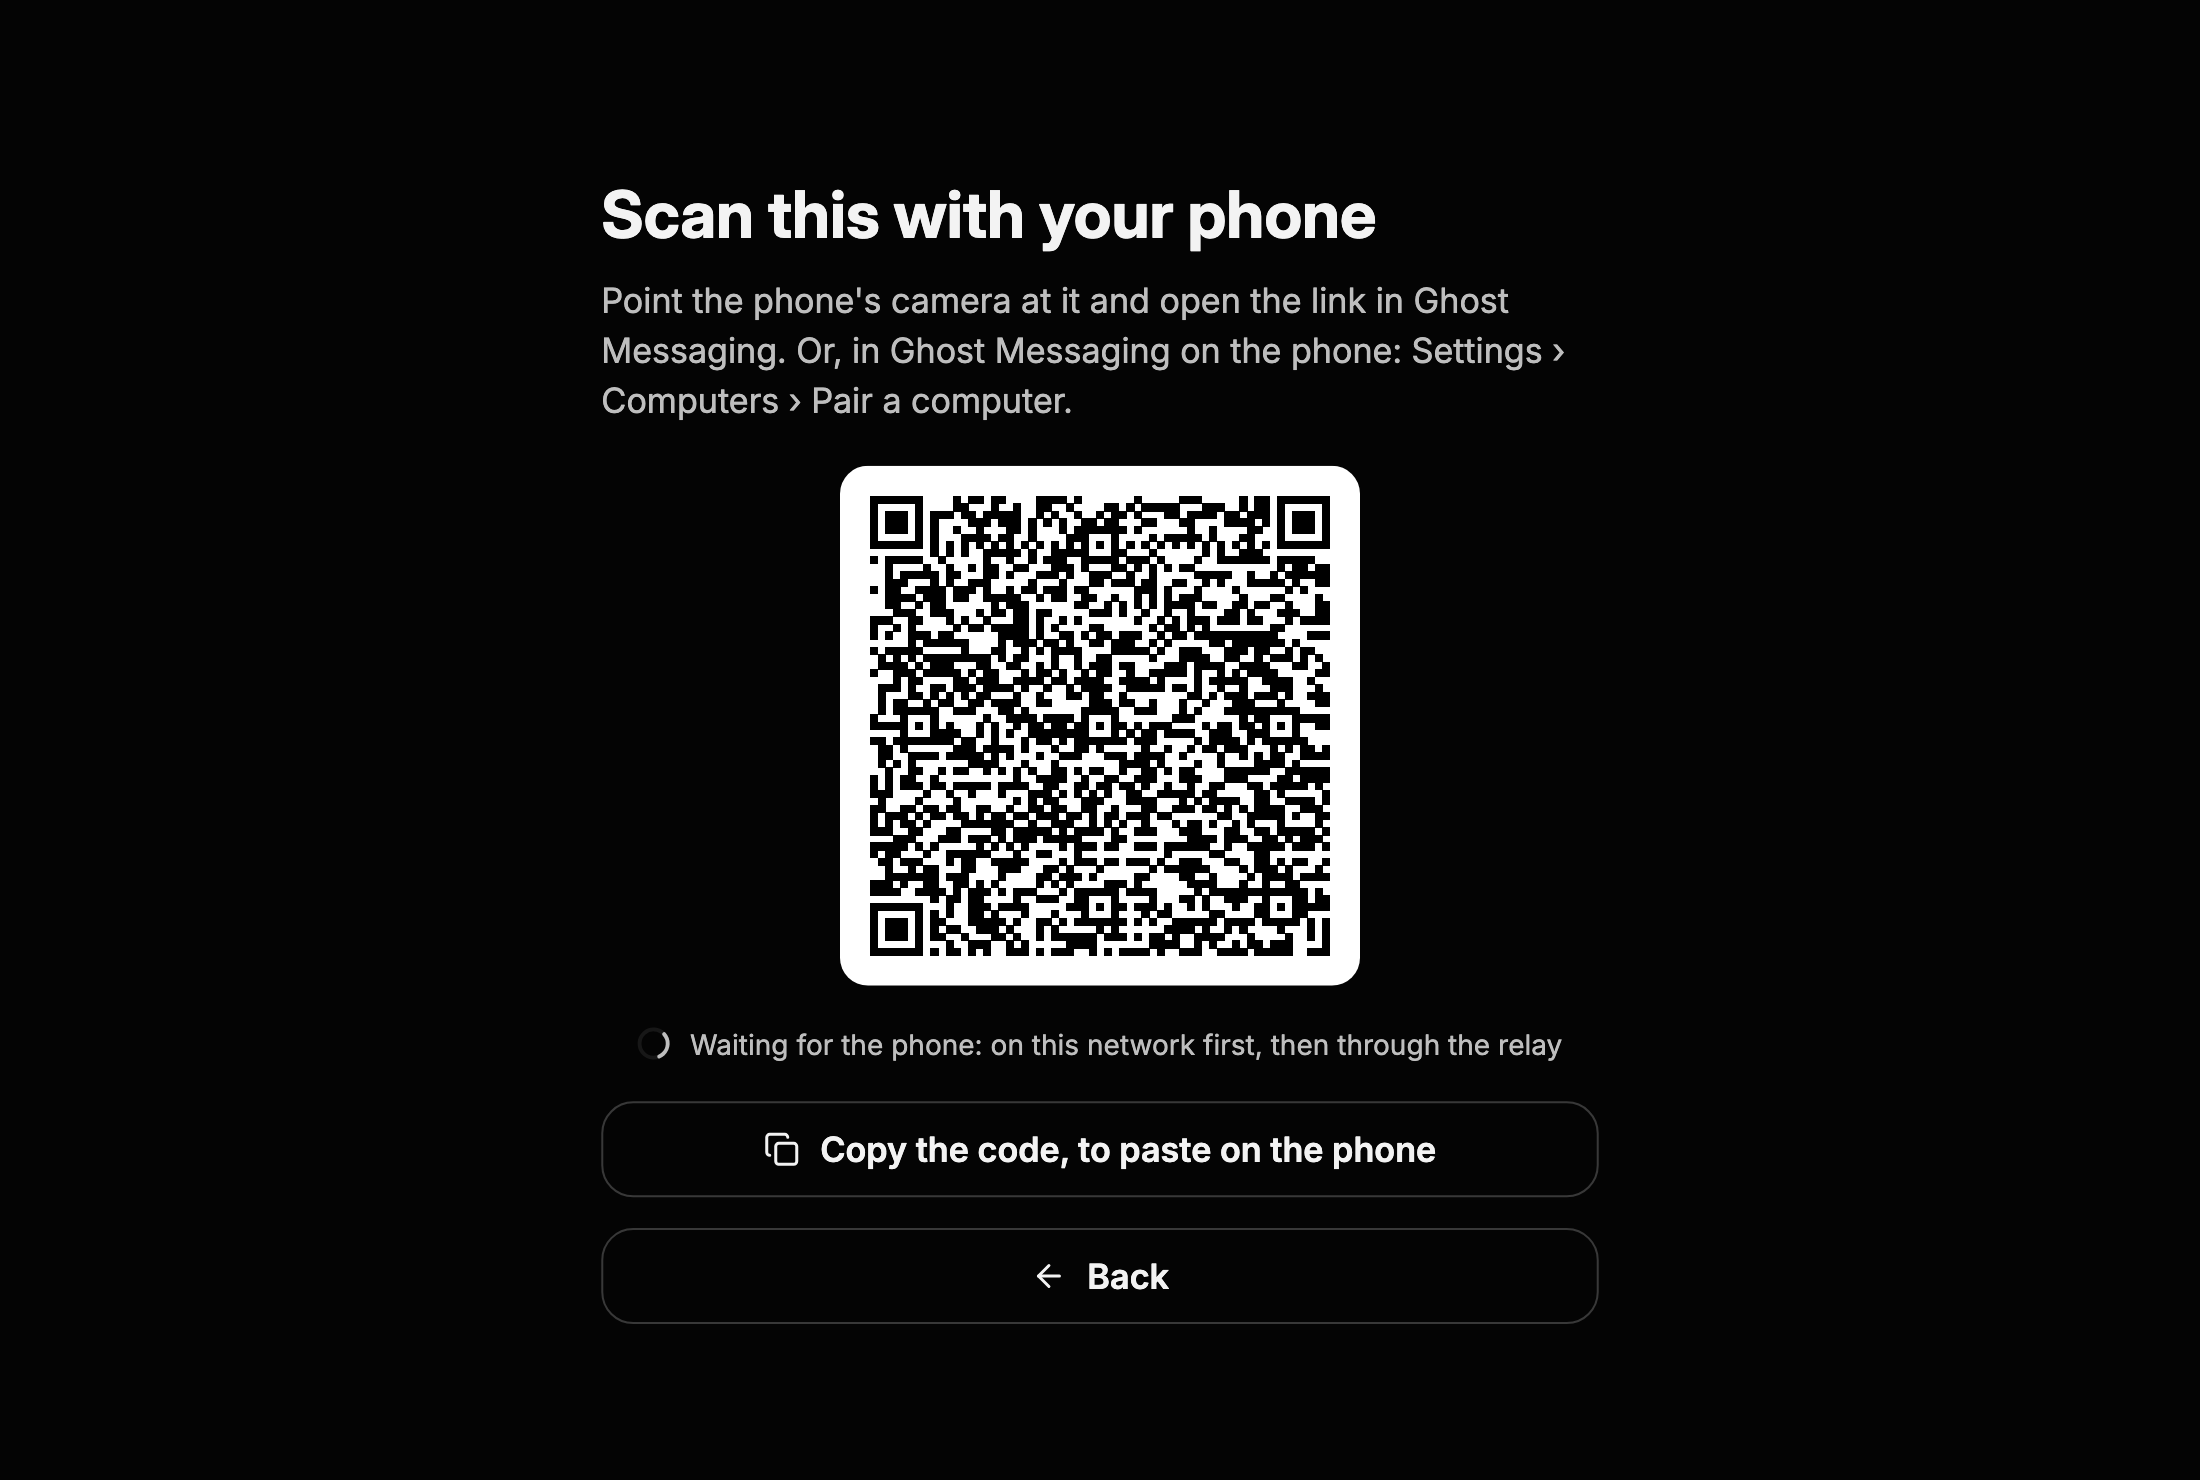 Scan this with your phone
Point the phone's camera at it and open the link in Ghost
Messaging. Or, in Ghost Messaging on the phone: Settings ›
Computers › Pair a computer.
Waiting for the phone: on this network first, then through the relay
Copy the code, to paste on the phone
Back